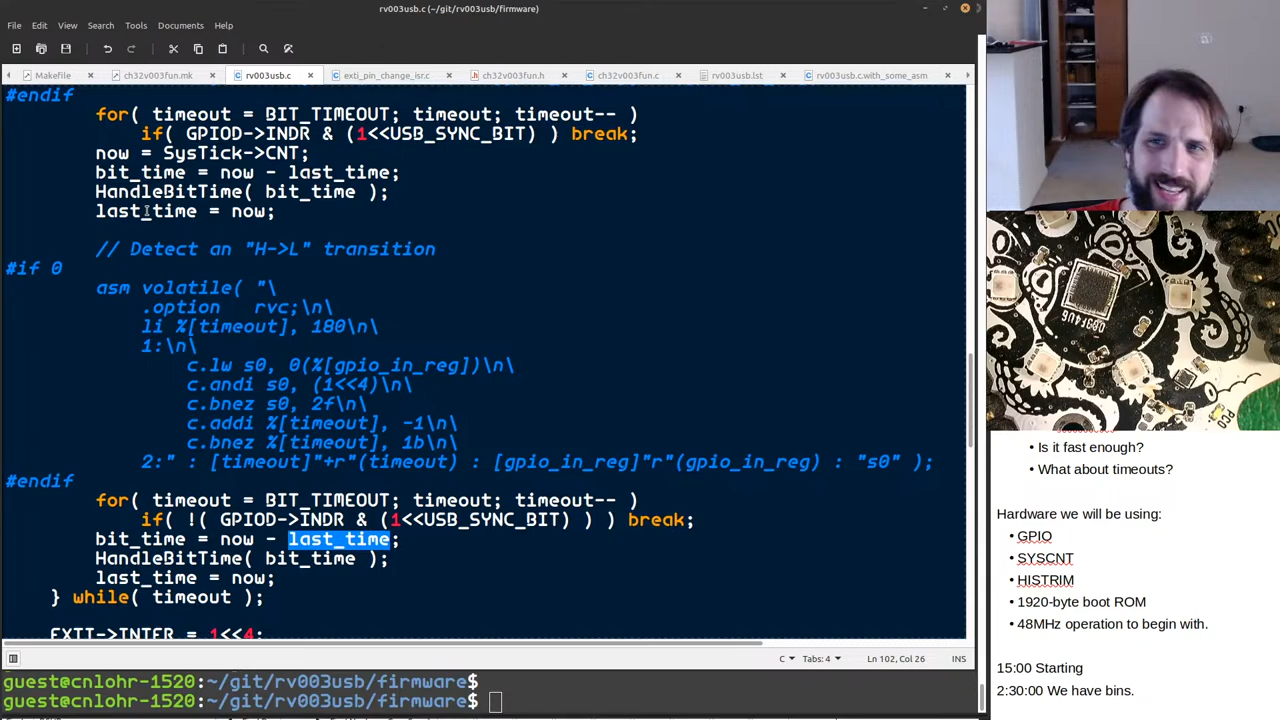 rv003usb.c (~/git/rv003usb/firmware)
File Edit View Search Tools Documents Help
Makefile ch32v003fun.mk rv003usb.c exti_pin_change_isr.c ch32v003fun.h ch32v003fun.c rv003usb.lst rv003usb.c.with_some_asm
#endif
for( timeout = BIT_TIMEOUT; timeout; timeout-- )
if( GPIOD->INDR & (1<<USB_SYNC_BIT) ) break;
now = SysTick->CNT;
bit_time = now - last_time;
HandleBitTime( bit_time );
last_time = now;
// Detect an "H->L" transition
#if 0
asm volatile( "\
.option rvc;\n\
li %[timeout], 180\n\
1:\n\
c.lw s0, 0(%[gpio_in_reg])\n\
c.andi s0, (1<<4)\n\
c.bnez s0, 2f\n\
c.addi %[timeout], -1\n\
c.bnez %[timeout], 1b\n\
2:" : [timeout]"+r"(timeout) : [gpio_in_reg]"r"(gpio_in_reg) : "s0" );
#endif
for( timeout = BIT_TIMEOUT; timeout; timeout-- )
if( !( GPIOD->INDR & (1<<USB_SYNC_BIT) ) ) break;
bit_time = now - last_time;
HandleBitTime( bit_time );
last_time = now;
} while( timeout );
EXTI->INTFR = 1<<4;
C Tabs: 4 Ln 102, Col 26 INS
guest@cnlohr-1520:~/git/rv003usb/firmware$
guest@cnlohr-1520:~/git/rv003usb/firmware$
PC0
• Is it fast enough?
• What about timeouts?
Hardware we will be using:
• GPIO
• SYSCNT
• HISTRIM
• 1920-byte boot ROM
• 48MHz operation to begin with.
15:00 Starting
2:30:00 We have bins.